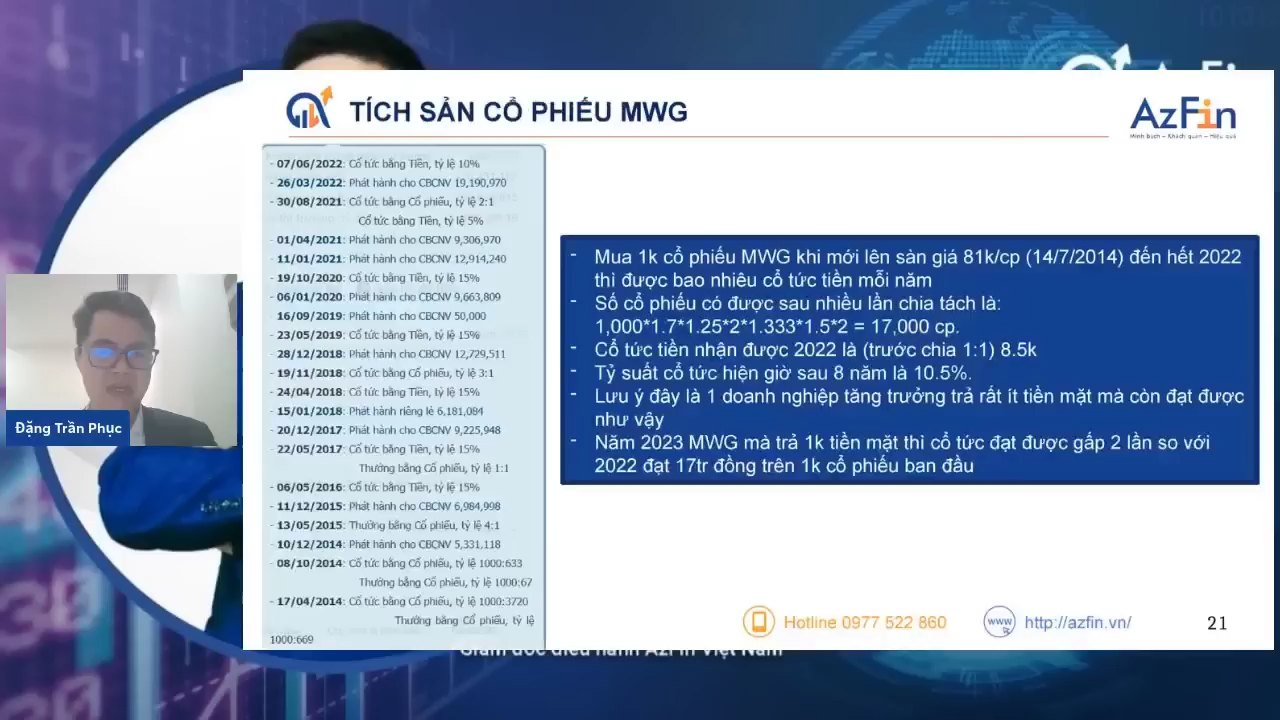 TÍCH SẢN CỔ PHIẾU MWG
AzFin
Minh bạch – Khách quan – Hiệu quả
- 07/06/2022: Cổ tức bằng Tiền, tỷ lệ 10%
- 26/03/2022: Phát hành cho CBCNV 19,190,970
- 30/08/2021: Cổ tức bằng Cổ phiếu, tỷ lệ 2:1
Cổ tức bằng Tiền, tỷ lệ 5%
- 01/04/2021: Phát hành cho CBCNV 9,306,970
- 11/01/2021: Phát hành cho CBCNV 12,914,240
- 19/10/2020: Cổ tức bằng Tiền, tỷ lệ 15%
- 06/01/2020: Phát hành cho CBCNV 9,663,809
- 16/09/2019: Phát hành cho CBCNV 50,000
- 23/05/2019: Cổ tức bằng Tiền, tỷ lệ 15%
- 28/12/2018: Phát hành cho CBCNV 12,729,511
- 19/11/2018: Cổ tức bằng Cổ phiếu, tỷ lệ 3:1
- 24/04/2018: Cổ tức bằng Tiền, tỷ lệ 15%
- 15/01/2018: Phát hành riêng lẻ 6,181,084
- 20/12/2017: Phát hành cho CBCNV 9,225,948
- 22/05/2017: Cổ tức bằng Tiền, tỷ lệ 15%
Thưởng bằng Cổ phiếu, tỷ lệ 1:1
- 06/05/2016: Cổ tức bằng Tiền, tỷ lệ 15%
- 11/12/2015: Phát hành cho CBCNV 6,984,998
- 13/05/2015: Thưởng bằng Cổ phiếu, tỷ lệ 4:1
- 10/12/2014: Phát hành cho CBCNV 5,331,118
- 08/10/2014: Cổ tức bằng Cổ phiếu, tỷ lệ 1000:633
Thưởng bằng Cổ phiếu, tỷ lệ 1000:67
- 17/04/2014: Cổ tức bằng Cổ phiếu, tỷ lệ 1000:3720
Thưởng bằng Cổ phiếu, tỷ lệ
1000:669
- Mua 1k cổ phiếu MWG khi mới lên sàn giá 81k/cp (14/7/2014) đến hết 2022
thì được bao nhiêu cổ tức tiền mỗi năm
- Số cổ phiếu có được sau nhiều lần chia tách là:
1,000*1.7*1.25*2*1.333*1.5*2 = 17,000 cp.
- Cổ tức tiền nhận được 2022 là (trước chia 1:1) 8.5k
- Tỷ suất cổ tức hiện giờ sau 8 năm là 10.5%.
- Lưu ý đây là 1 doanh nghiệp tăng trưởng trả rất ít tiền mặt mà còn đạt được
như vậy
- Năm 2023 MWG mà trả 1k tiền mặt thì cổ tức đạt được gấp 2 lần so với
2022 đạt 17tr đồng trên 1k cổ phiếu ban đầu
Đặng Trần Phục
Hotline 0977 522 860
www
http://azfin.vn/
21
Giám đốc điều hành AzFin Việt Nam